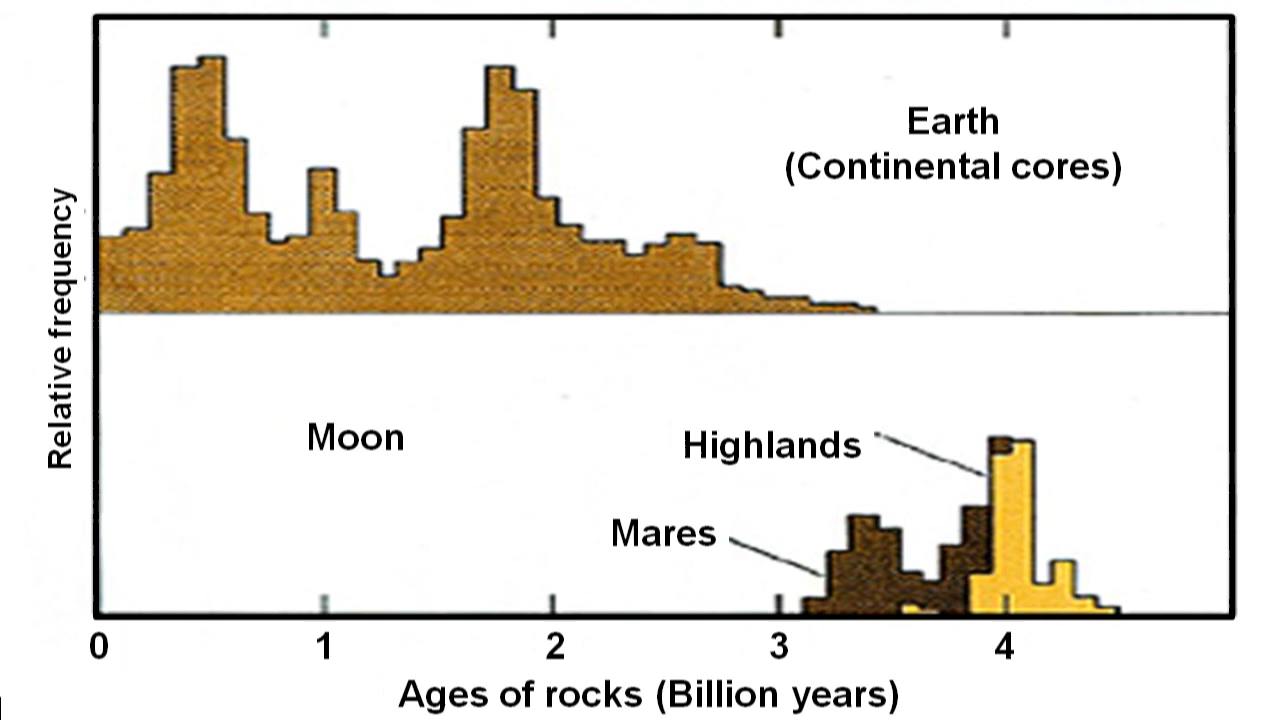 Earth
(Continental cores)
Relative frequency
Moon
Highlands
Mares
0 1 2 3 4
Ages of rocks (Billion years)